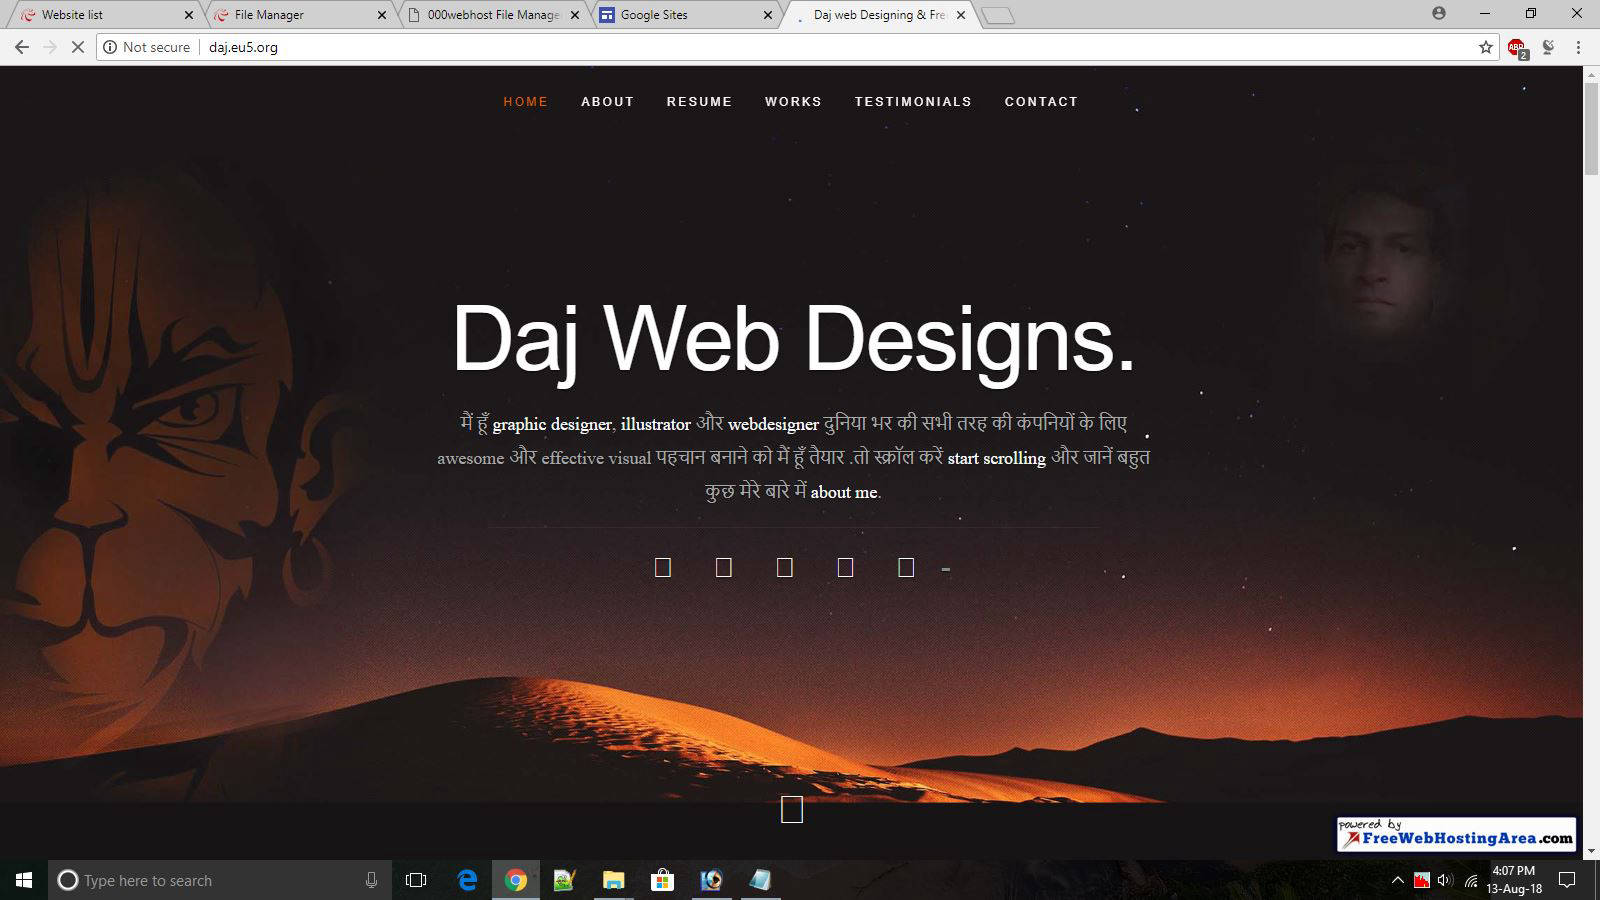 Website list
File Manager
000webhost File Manage
Google Sites
Daj web Designing & Fre
Not secure
daj.eu5.org
ABP
2
HOME ABOUT RESUME WORKS TESTIMONIALS CONTACT
Daj Web Designs.
मैं हूँ graphic designer, illustrator और webdesigner दुनिया भर की सभी तरह की कंपनियों के लिए
awesome और effective visual पहचान बनाने को मैं हूँ तैयार .तो स्क्रॉल करें start scrolling और जानें बहुत
कुछ मेरे बारे में about me.
powered by
FreeWebHostingArea.com
Type here to search
4:07 PM
13-Aug-18